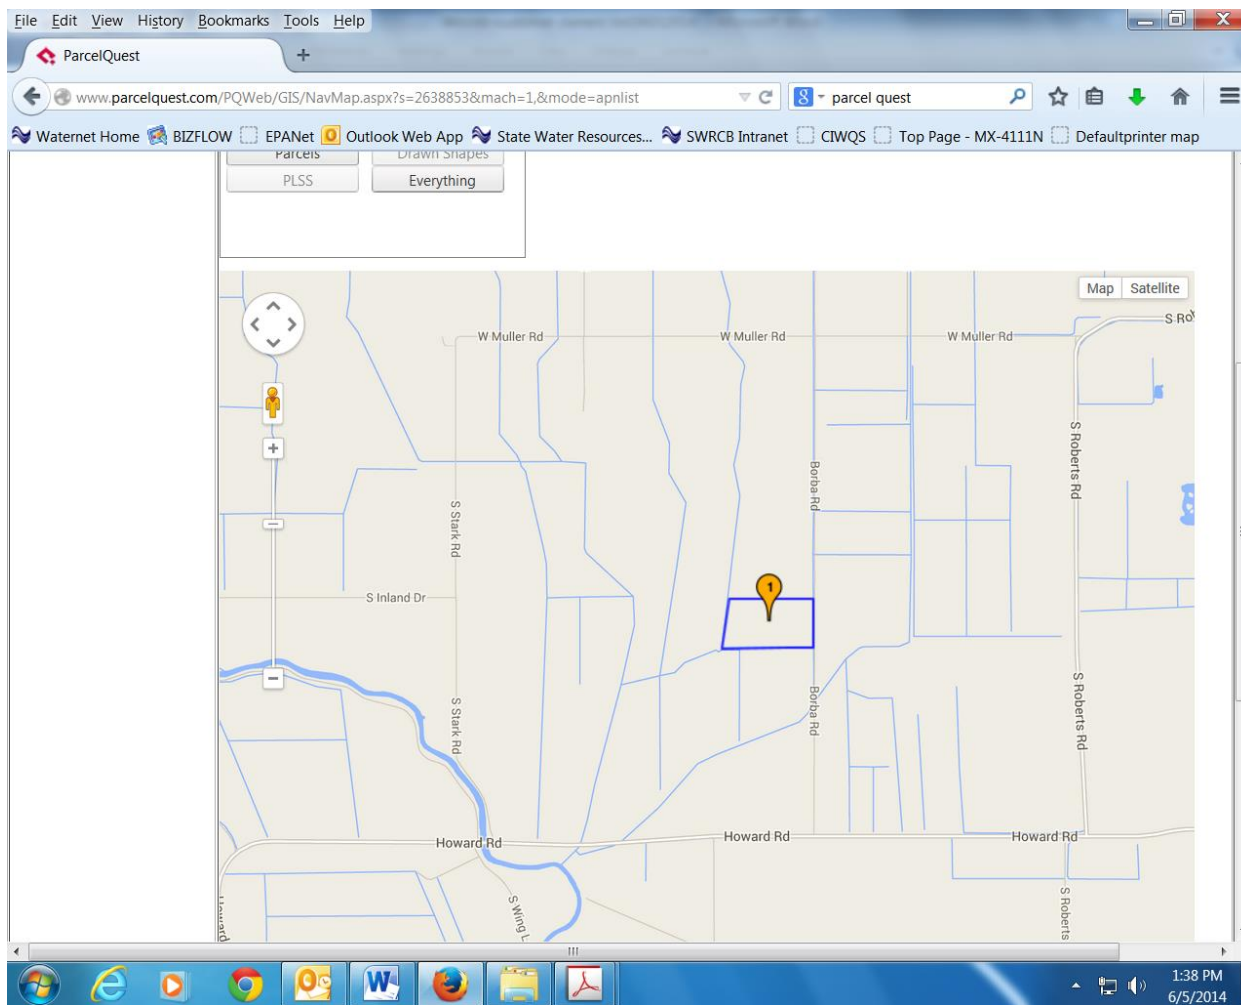 File Edit View History Bookmarks Tools Help
ParcelQuest
www.parcelquest.com/PQWeb/GIS/NavMap.aspx?s=2638853&mach=1,&mode=apnlist
8 parcel quest
Waternet Home BIZFLOW EPANet Outlook Web App State Water Resources... SWRCB Intranet CIWQS Top Page - MX-4111N Defaultprinter map
Parcels Drawn Shapes
PLSS Everything
Map Satellite
S Ro
W Muller Rd W Muller Rd W Muller Rd
S Roberts Rd
Borba Rd
S Stark Rd
1
S Inland Dr
S Roberts Rd
Borba Rd
S Stark Rd
Howard Rd Howard Rd Howard Rd
Howard
S Wing L
S Roberts
1:38 PM
6/5/2014